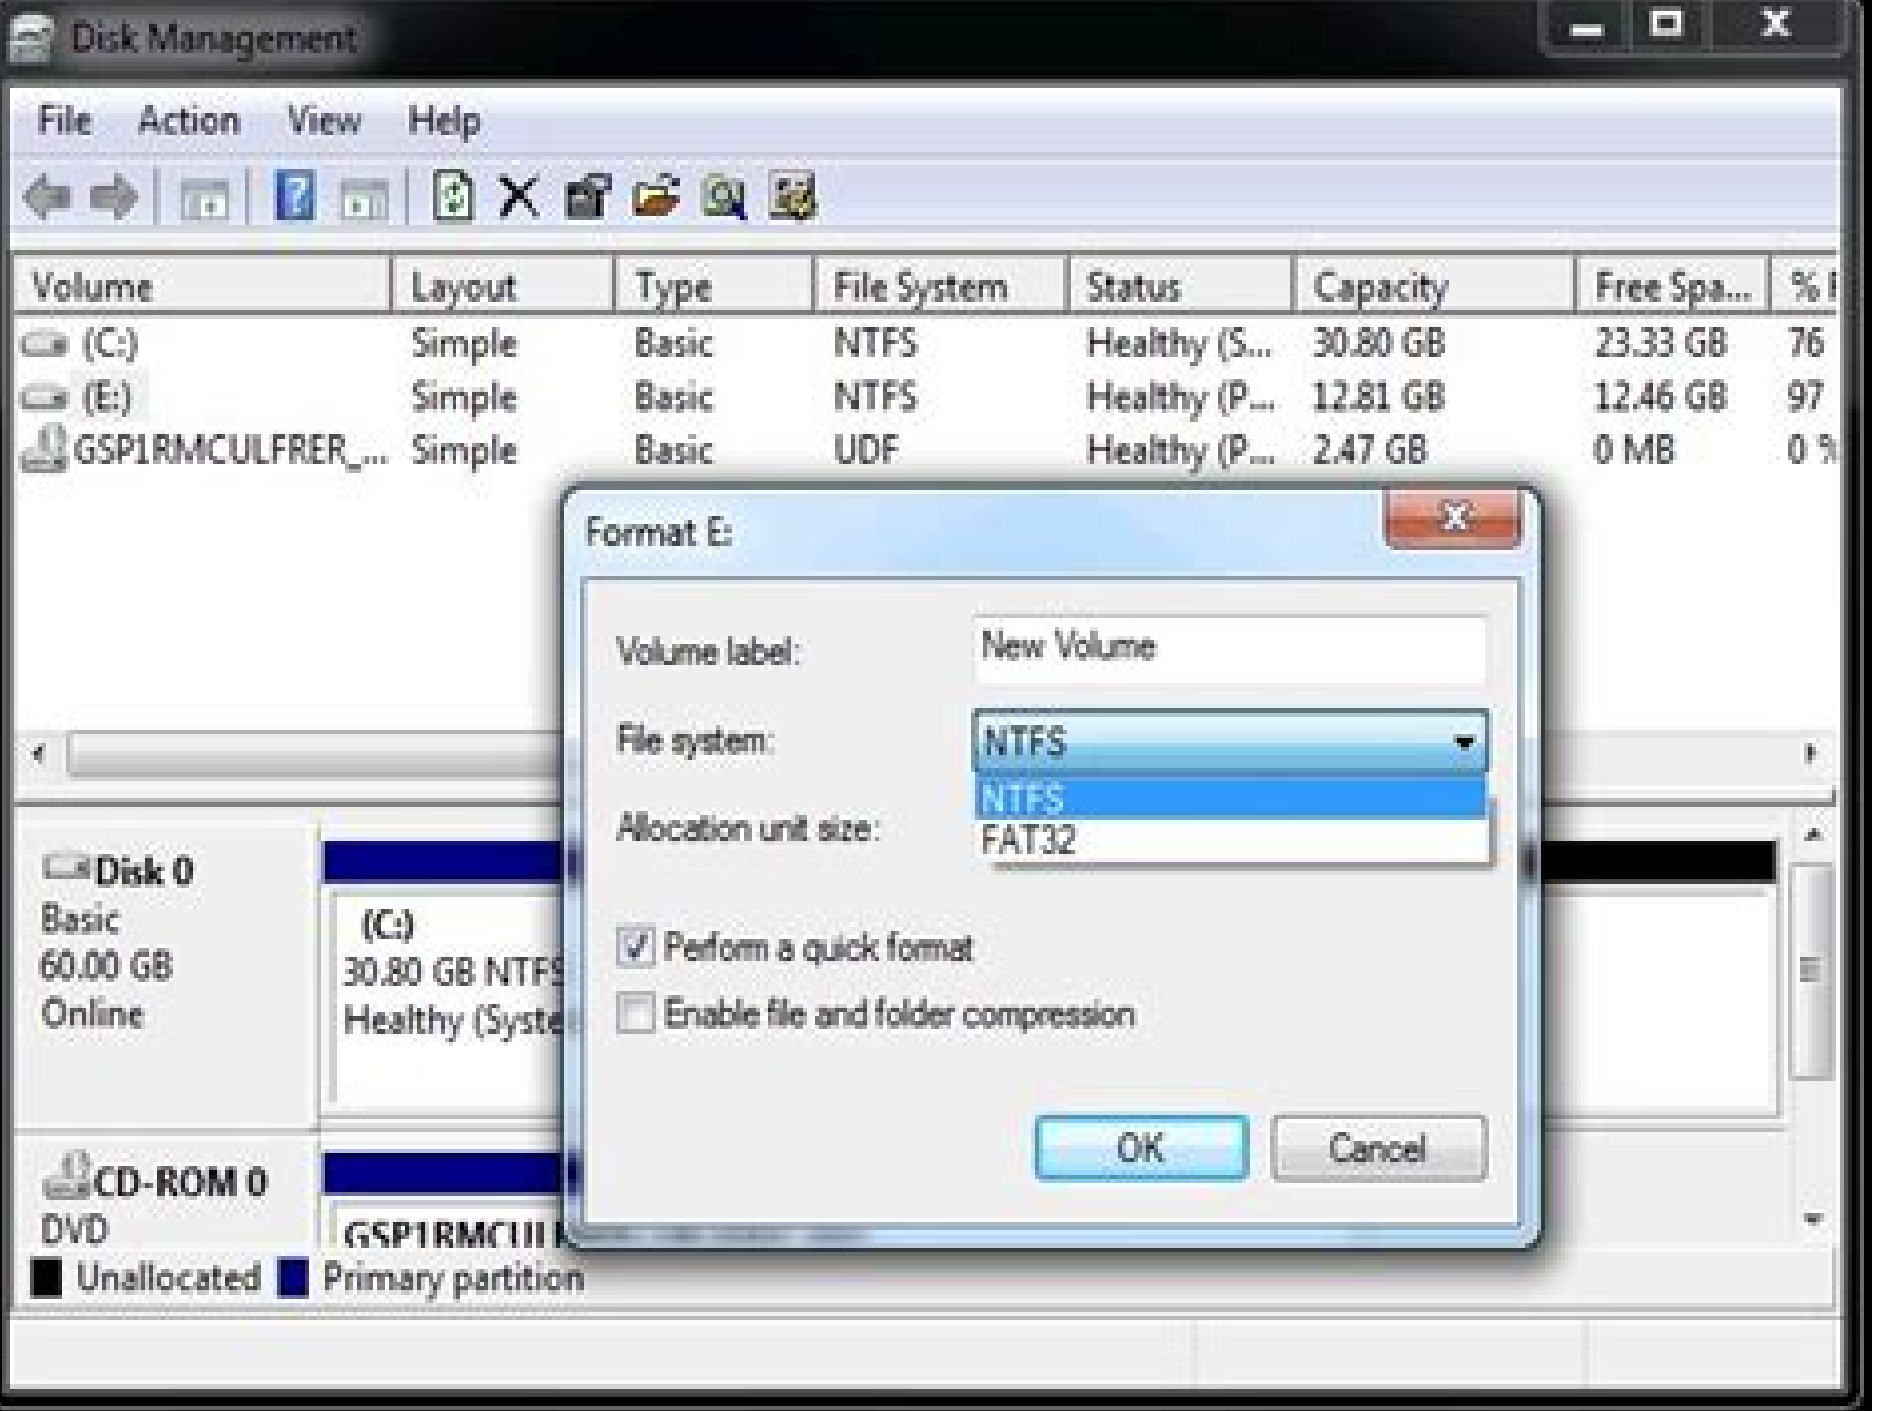 Disk Management
File Action View Help
Volume Layout Type File System Status Capacity Free Spa... %
(C:) Simple Basic NTFS Healthy (S... 30.80 GB 23.33 GB 76
(E:) Simple Basic NTFS Healthy (P... 12.81 GB 12.46 GB 97
GSP1RMCULFRER_... Simple Basic UDF Healthy (P... 2.47 GB 0 MB 0 %
Format E:
Volume label: New Volume
File system: NTFS
NTFS
FAT32
Allocation unit size:
Perform a quick format
Enable file and folder compression
OK Cancel
Disk 0
Basic
60.00 GB
Online
(C:)
30.80 GB NTFS
Healthy (Syste
CD-ROM 0
DVD
GSP1RMCUL
Unallocated Primary partition